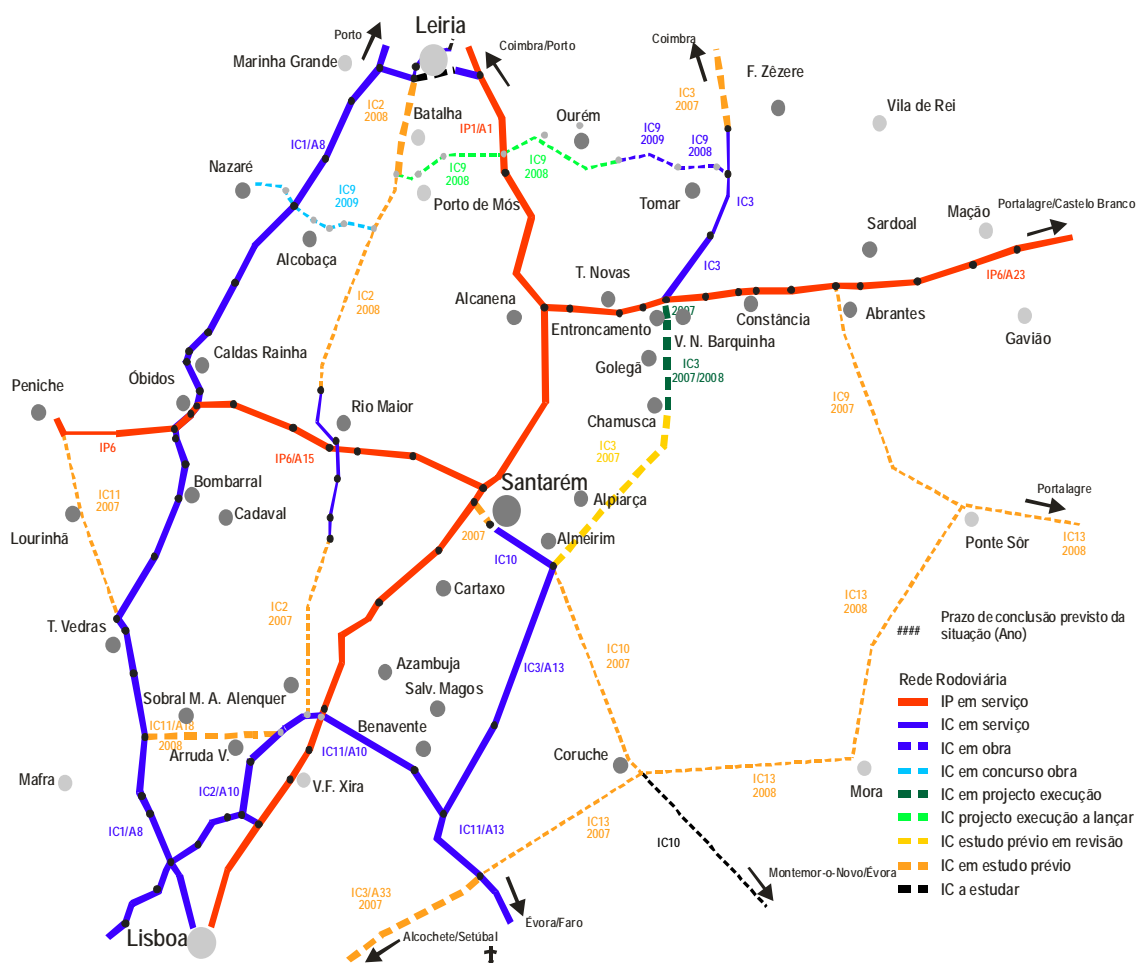 Leiria
Porto
Coimbra/Porto
Coimbra
Marinha Grande
F. Zêzere
IC2
2008
Batalha
Ourém
IC3
2007
Vila de Rei
IP1/A1
IC1/A8
IC9
2009
IC9
2008
Nazaré
IC9
2008
IC9
2008
IC9
2009
Porto de Mós
Tomar
IC3
Mação
Portalagre/Castelo Branco
Sardoal
Alcobaça
IC3
IC2
2008
T. Novas
IP6/A23
Alcanena
2007
Entroncamento
Constância
Abrantes
V. N. Barquinha
Gavião
Caldas Rainha
Golegã
IC3
2007/2008
Peniche
Óbidos
IC9
2007
Rio Maior
Chamusca
IP6
IP6/A15
IC3
2007
IC11
2007
Bombarral
Santarém
Alpiarça
Portalagre
Cadaval
Lourinhã
2007
IC10
Almeirim
Ponte Sôr
IC13
2008
Cartaxo
IC13
2008
T. Vedras
IC2
2007
#### Prazo de conclusão previsto da
situação (Ano)
IC10
2007
IC3/A13
Azambuja
Sobral M. A.
Alenquer
Salv. Magos
Rede Rodoviária
IP em serviço
IC em serviço
IC em obra
IC em concurso obra
IC em projecto execução
IC projecto execução a lançar
IC estudo prévio em revisão
IC em estudo prévio
IC a estudar
IC11/A18
2008
Benavente
Arruda V.
IC11/A10
Coruche
Mafra
V.F. Xira
IC13
2008
Mora
IC2/A10
IC1/A8
IC11/A13
IC13
2007
IC10
Montemor-o-Novo/Évora
IC3/A33
2007
Évora/Faro
Lisboa
Alcochete/Setúbal